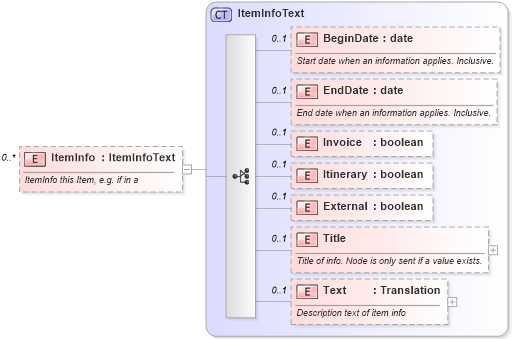 CT ItemInfoText
0..1 E BeginDate : date
Start date when an information applies. Inclusive.
0..1 E EndDate : date
End date when an information applies. Inclusive.
0..1 E Invoice : boolean
0..* E ItemInfo : ItemInfoText
ItemInfo this Item, e.g. if in a
0..1 E Itinerary : boolean
0..1 E External : boolean
0..1 E Title
Title of info. Node is only sent if a value exists.
0..1 E Text : Translation
Description text of item info